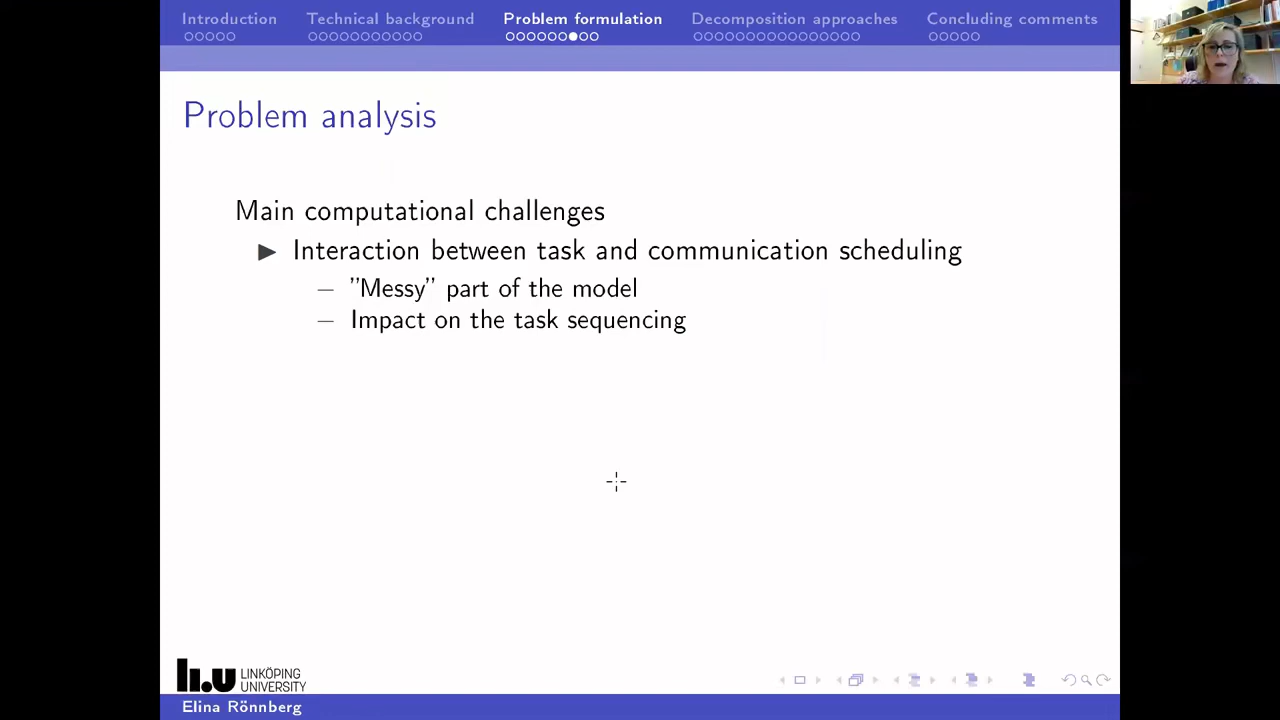 Introduction Technical background Problem formulation Decomposition approaches Concluding comments
Problem analysis
Main computational challenges
Interaction between task and communication scheduling
– ”Messy” part of the model
– Impact on the task sequencing
LINKÖPING
UNIVERSITY
Elina Rönnberg